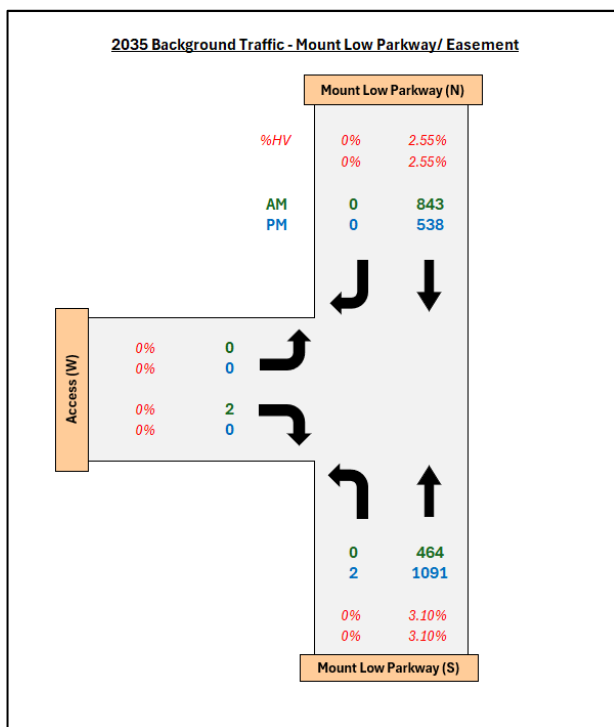 2035 Background Traffic - Mount Low Parkway/ Easement
Mount Low Parkway (N)
%HV 0% 2.55%
0% 2.55%
AM 0 843
PM 0 538
Access (W)
0% 0
0% 0
0% 2
0% 0
0 464
2 1091
0% 3.10%
0% 3.10%
Mount Low Parkway (S)